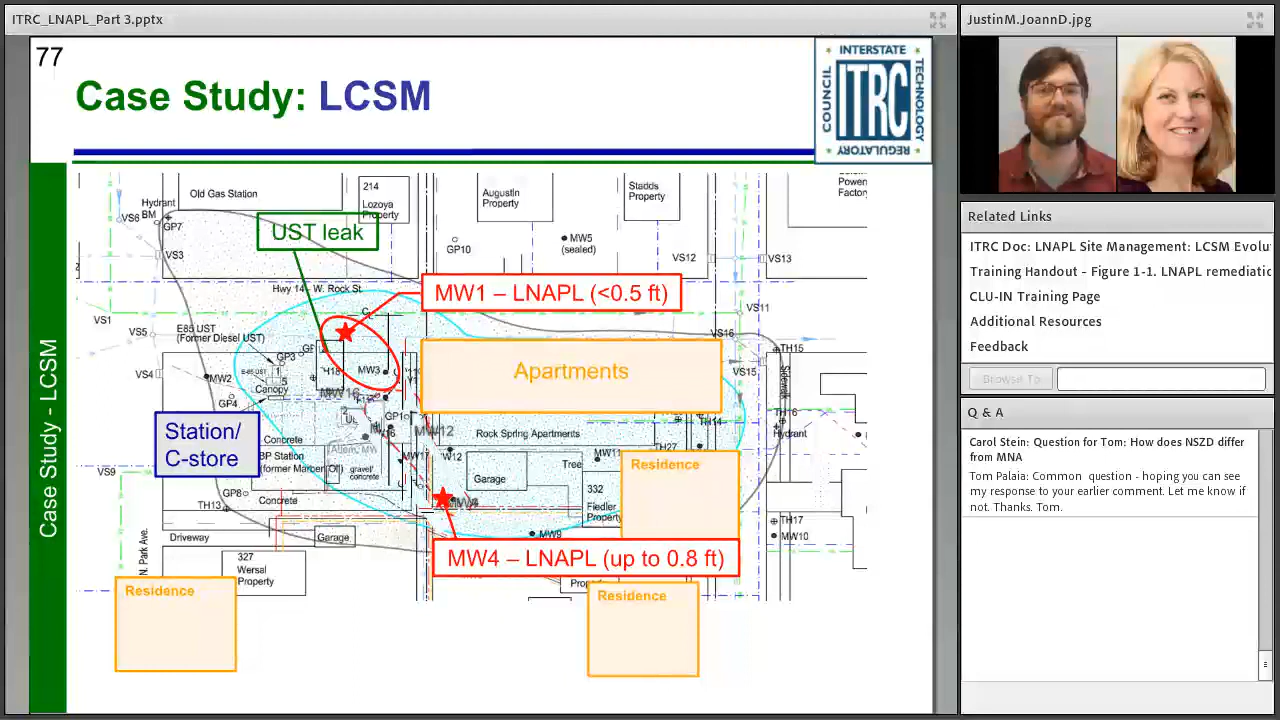 ITRC_LNAPL_Part 3.pptx
77
Case Study: LCSM
INTERSTATE
TECHNOLOGY
REGULATORY
COUNCIL
ITRC
Case Study - LCSM
Old Gas Station
214
Lozoya
Property
Augustin
Property
Stadds
Property
Power
Factory
Hydrant
BM
VS6
GP7
UST leak
GP10
MW5
(sealed)
VS3
VS12
VS13
Hwy 14 - W. Rock St.
MW1 – LNAPL (<0.5 ft)
VS1
VS11
VS5
E85 UST
(Former Diesel UST)
VS16
TH15
GP3
VS4
MW2
MW3
Apartments
VS15
Canopy
GP4
MW16
Station/
C-store
Concrete
BP Station
MW12
Rock Spring Apartments
TH14
Hydrant
TH27
Tree
MW11
Residence
VS9
gravel/
concrete
Garage
332
Fiedler
Property
GP8
Concrete
TH13
TH17
Driveway
Garage
MW9
MW10
N. Park Ave.
327
Wersal
Property
MW4 – LNAPL (up to 0.8 ft)
Residence
Residence
JustinM.JoannD.jpg
Related Links
ITRC Doc: LNAPL Site Management: LCSM Evolu
Training Handout - Figure 1-1. LNAPL remediatic
CLU-IN Training Page
Additional Resources
Feedback
Browse To
Q & A
Carol Stein: Question for Tom: How does NSZD differ
from MNA
Tom Palaia: Common question - hoping you can see
my response to your earlier comment. Let me know if
not. Thanks. Tom.